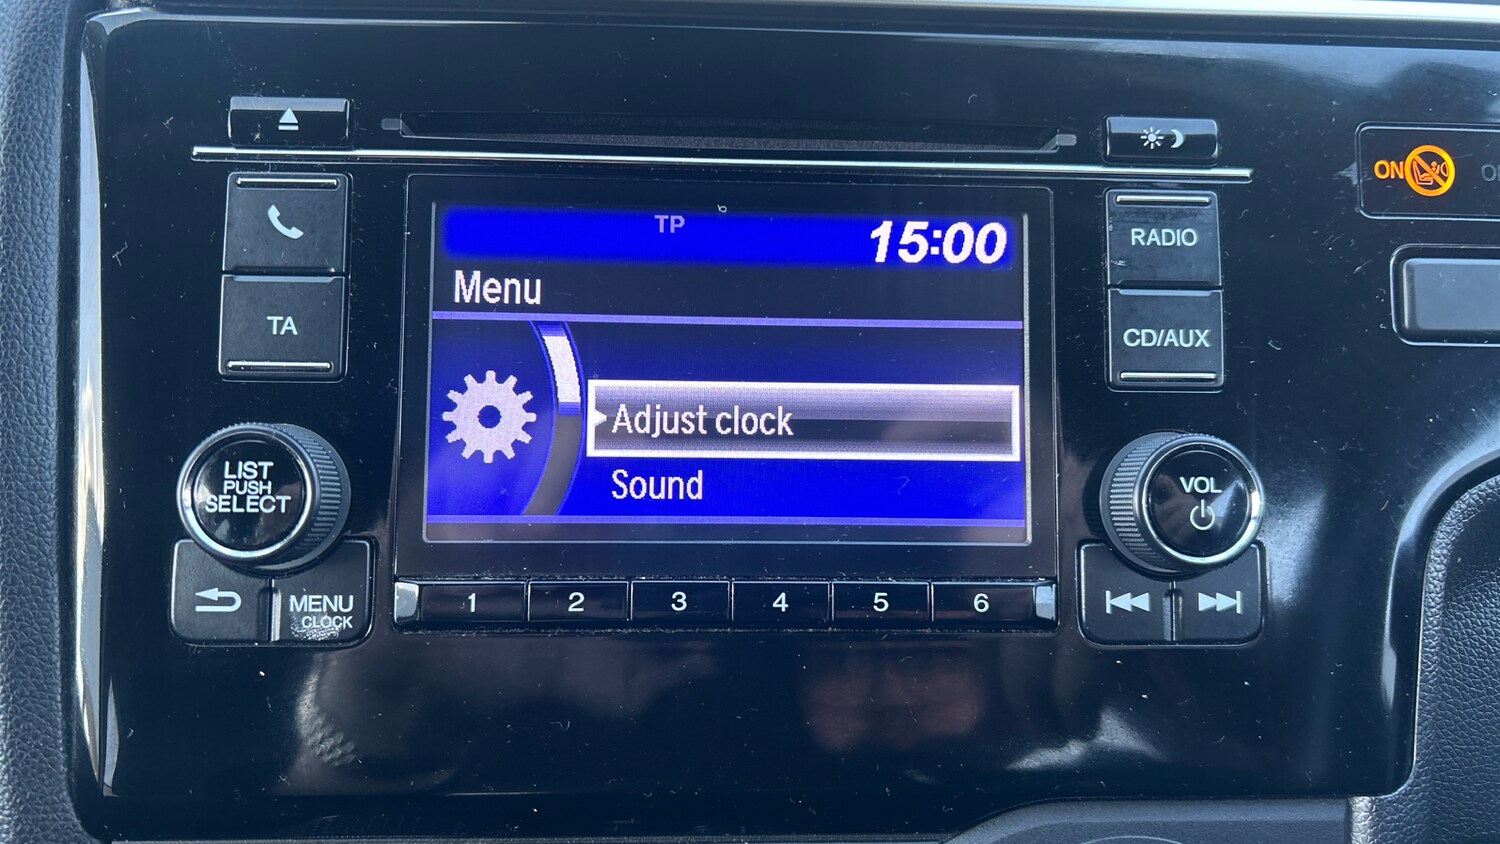 TP
15:00
Menu
Adjust clock
Sound
TA
LIST
PUSH
SELECT
MENU
CLOCK
1 2 3 4 5 6
RADIO
CD/AUX
VOL
ON